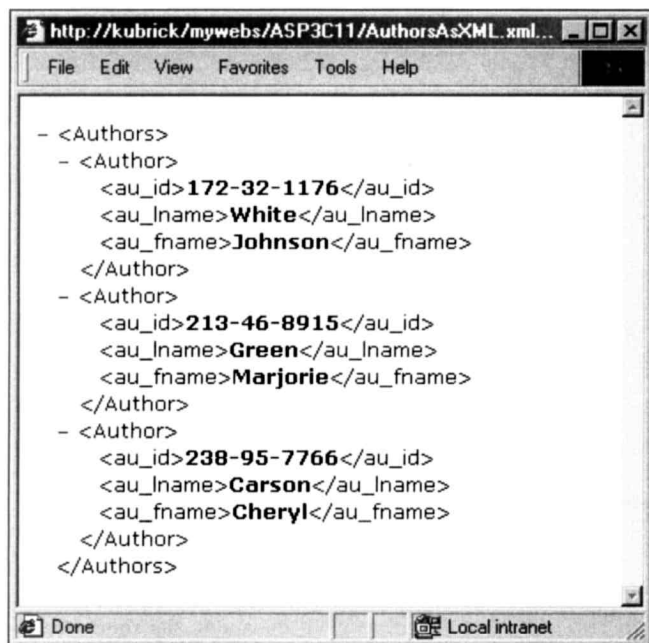 http://kubrick/mywebs/ASP3C11/AuthorsAsXML.xml...
File Edit View Favorites Tools Help
- <Authors>
- <Author>
<au_id>172-32-1176</au_id>
<au_lname>White</au_lname>
<au_fname>Johnson</au_fname>
</Author>
- <Author>
<au_id>213-46-8915</au_id>
<au_lname>Green</au_lname>
<au_fname>Marjorie</au_fname>
</Author>
- <Author>
<au_id>238-95-7766</au_id>
<au_lname>Carson</au_lname>
<au_fname>Cheryl</au_fname>
</Author>
</Authors>
Done Local intranet